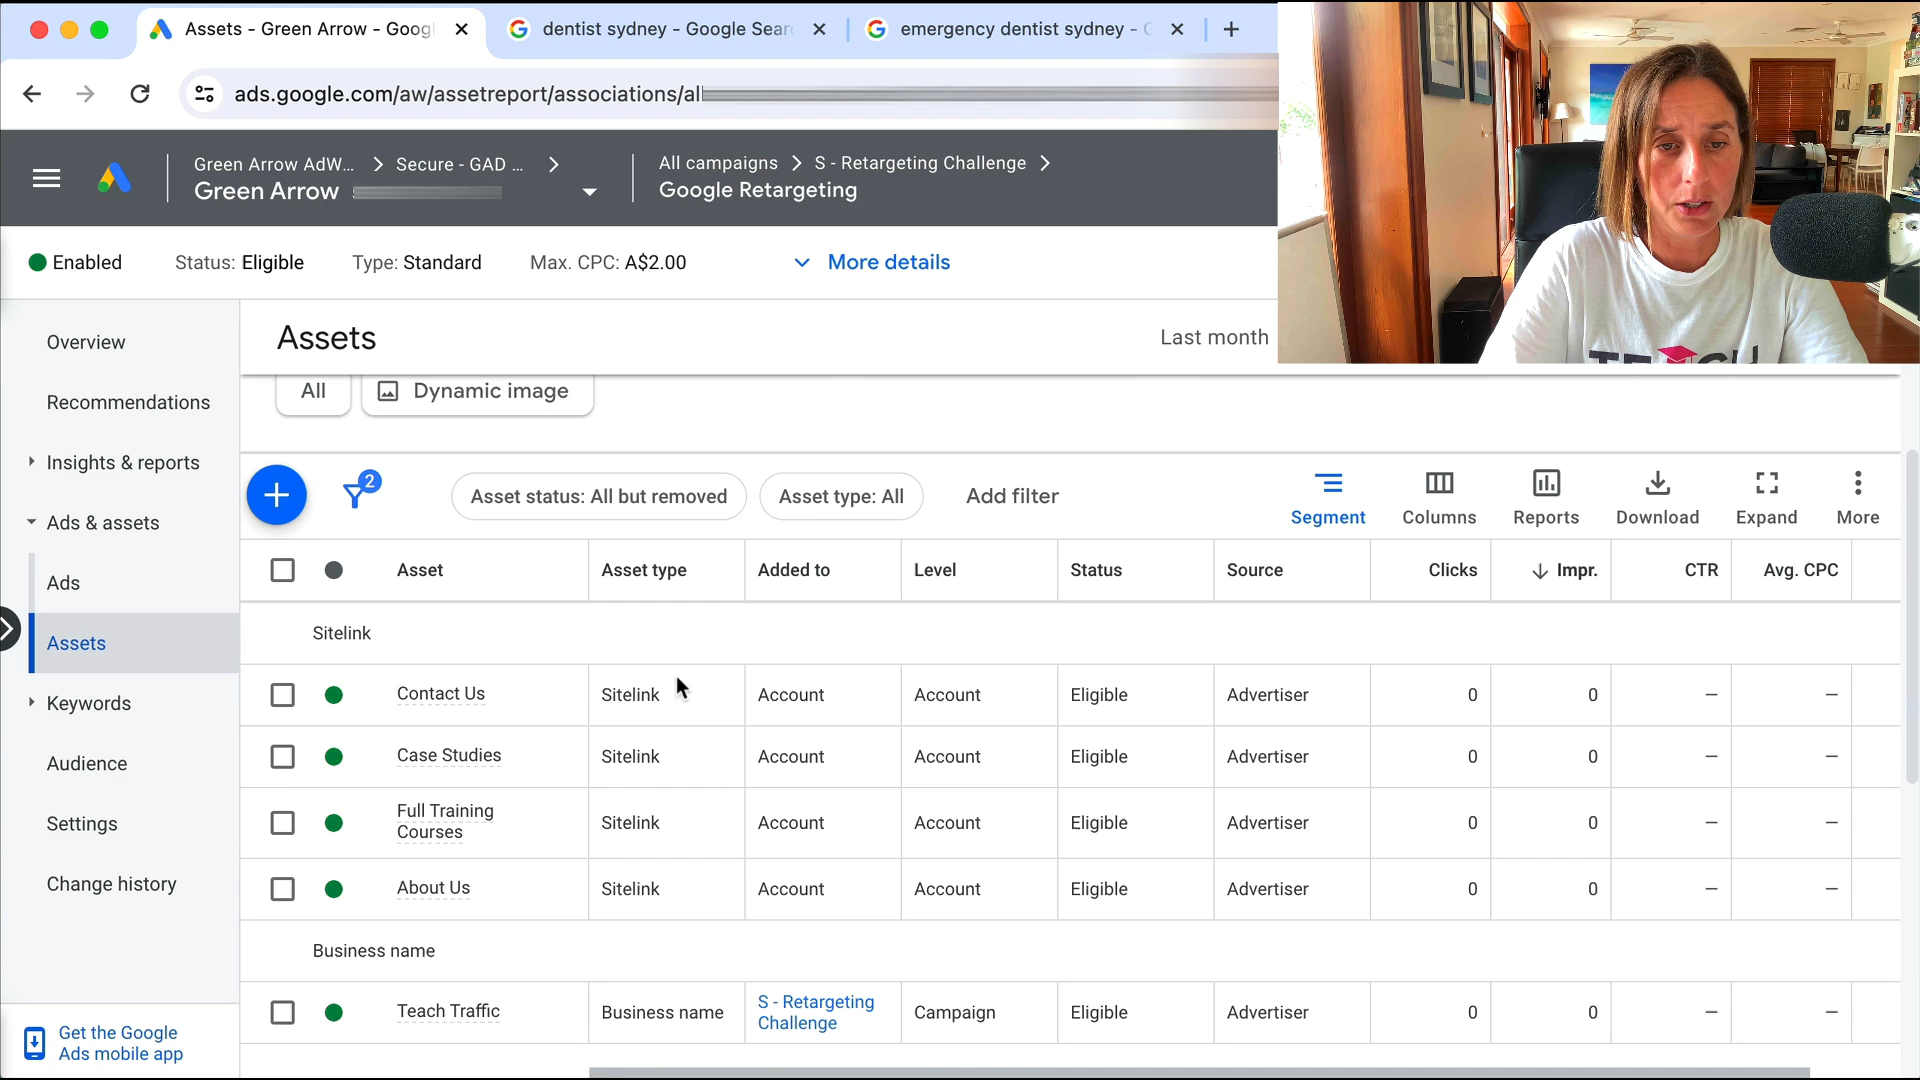 Assets - Green Arrow - Goog
dentist sydney - Google Sear
emergency dentist sydney - G
ads.google.com/aw/assetreport/associations/al
Green Arrow AdW... > Secure - GAD ... >
Green Arrow
All campaigns > S - Retargeting Challenge >
Google Retargeting
Enabled
Status: Eligible
Type: Standard
Max. CPC: A$2.00
More details
Overview
Recommendations
Insights & reports
Ads & assets
Ads
Assets
Keywords
Audience
Settings
Change history
Get the Google
Ads mobile app
Assets
Last month
All
Dynamic image
2
Asset status: All but removed
Asset type: All
Add filter
Segment
Columns
Reports
Download
Expand
More
Asset Asset type Added to Level Status Source Clicks Impr. CTR Avg. CPC
Sitelink
Contact Us Sitelink Account Account Eligible Advertiser 0 0 — —
Case Studies Sitelink Account Account Eligible Advertiser 0 0 — —
Full Training
Courses Sitelink Account Account Eligible Advertiser 0 0 — —
About Us Sitelink Account Account Eligible Advertiser 0 0 — —
Business name
Teach Traffic Business name S - Retargeting
Challenge Campaign Eligible Advertiser 0 0 — —